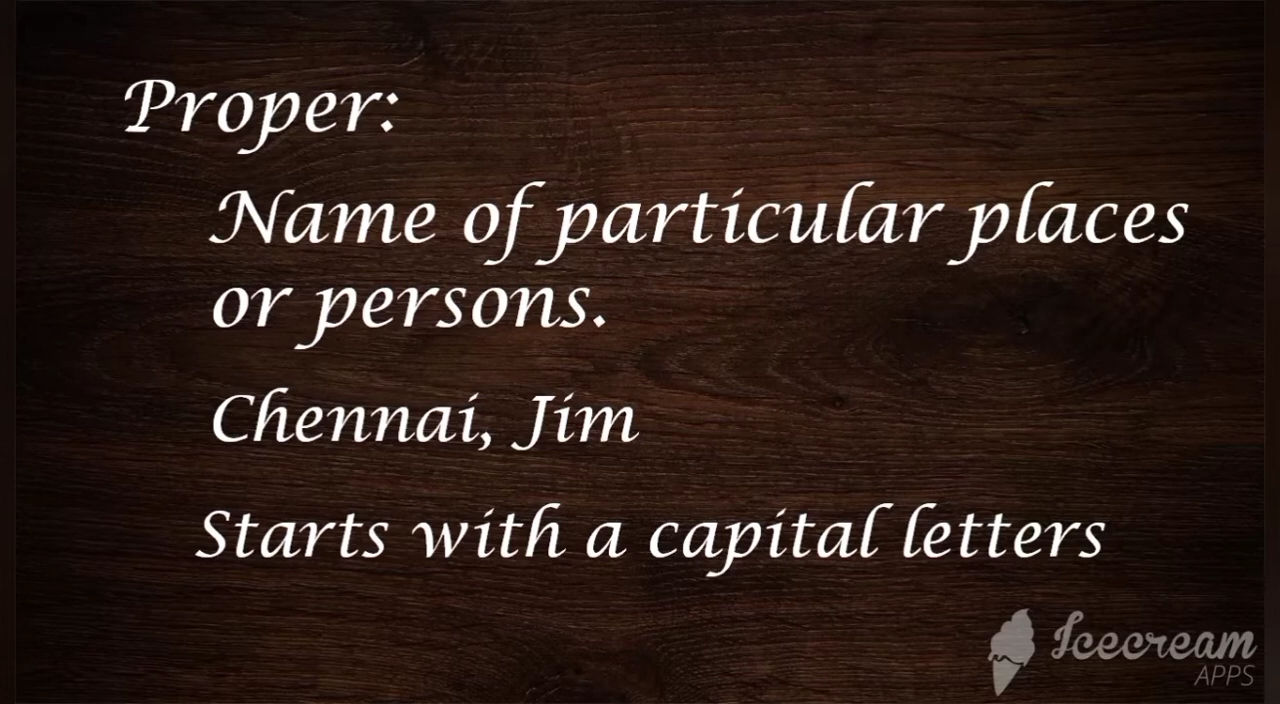 Proper:
Name of particular places
or persons.
Chennai, Jim
Starts with a capital letters
Icecream
APPS